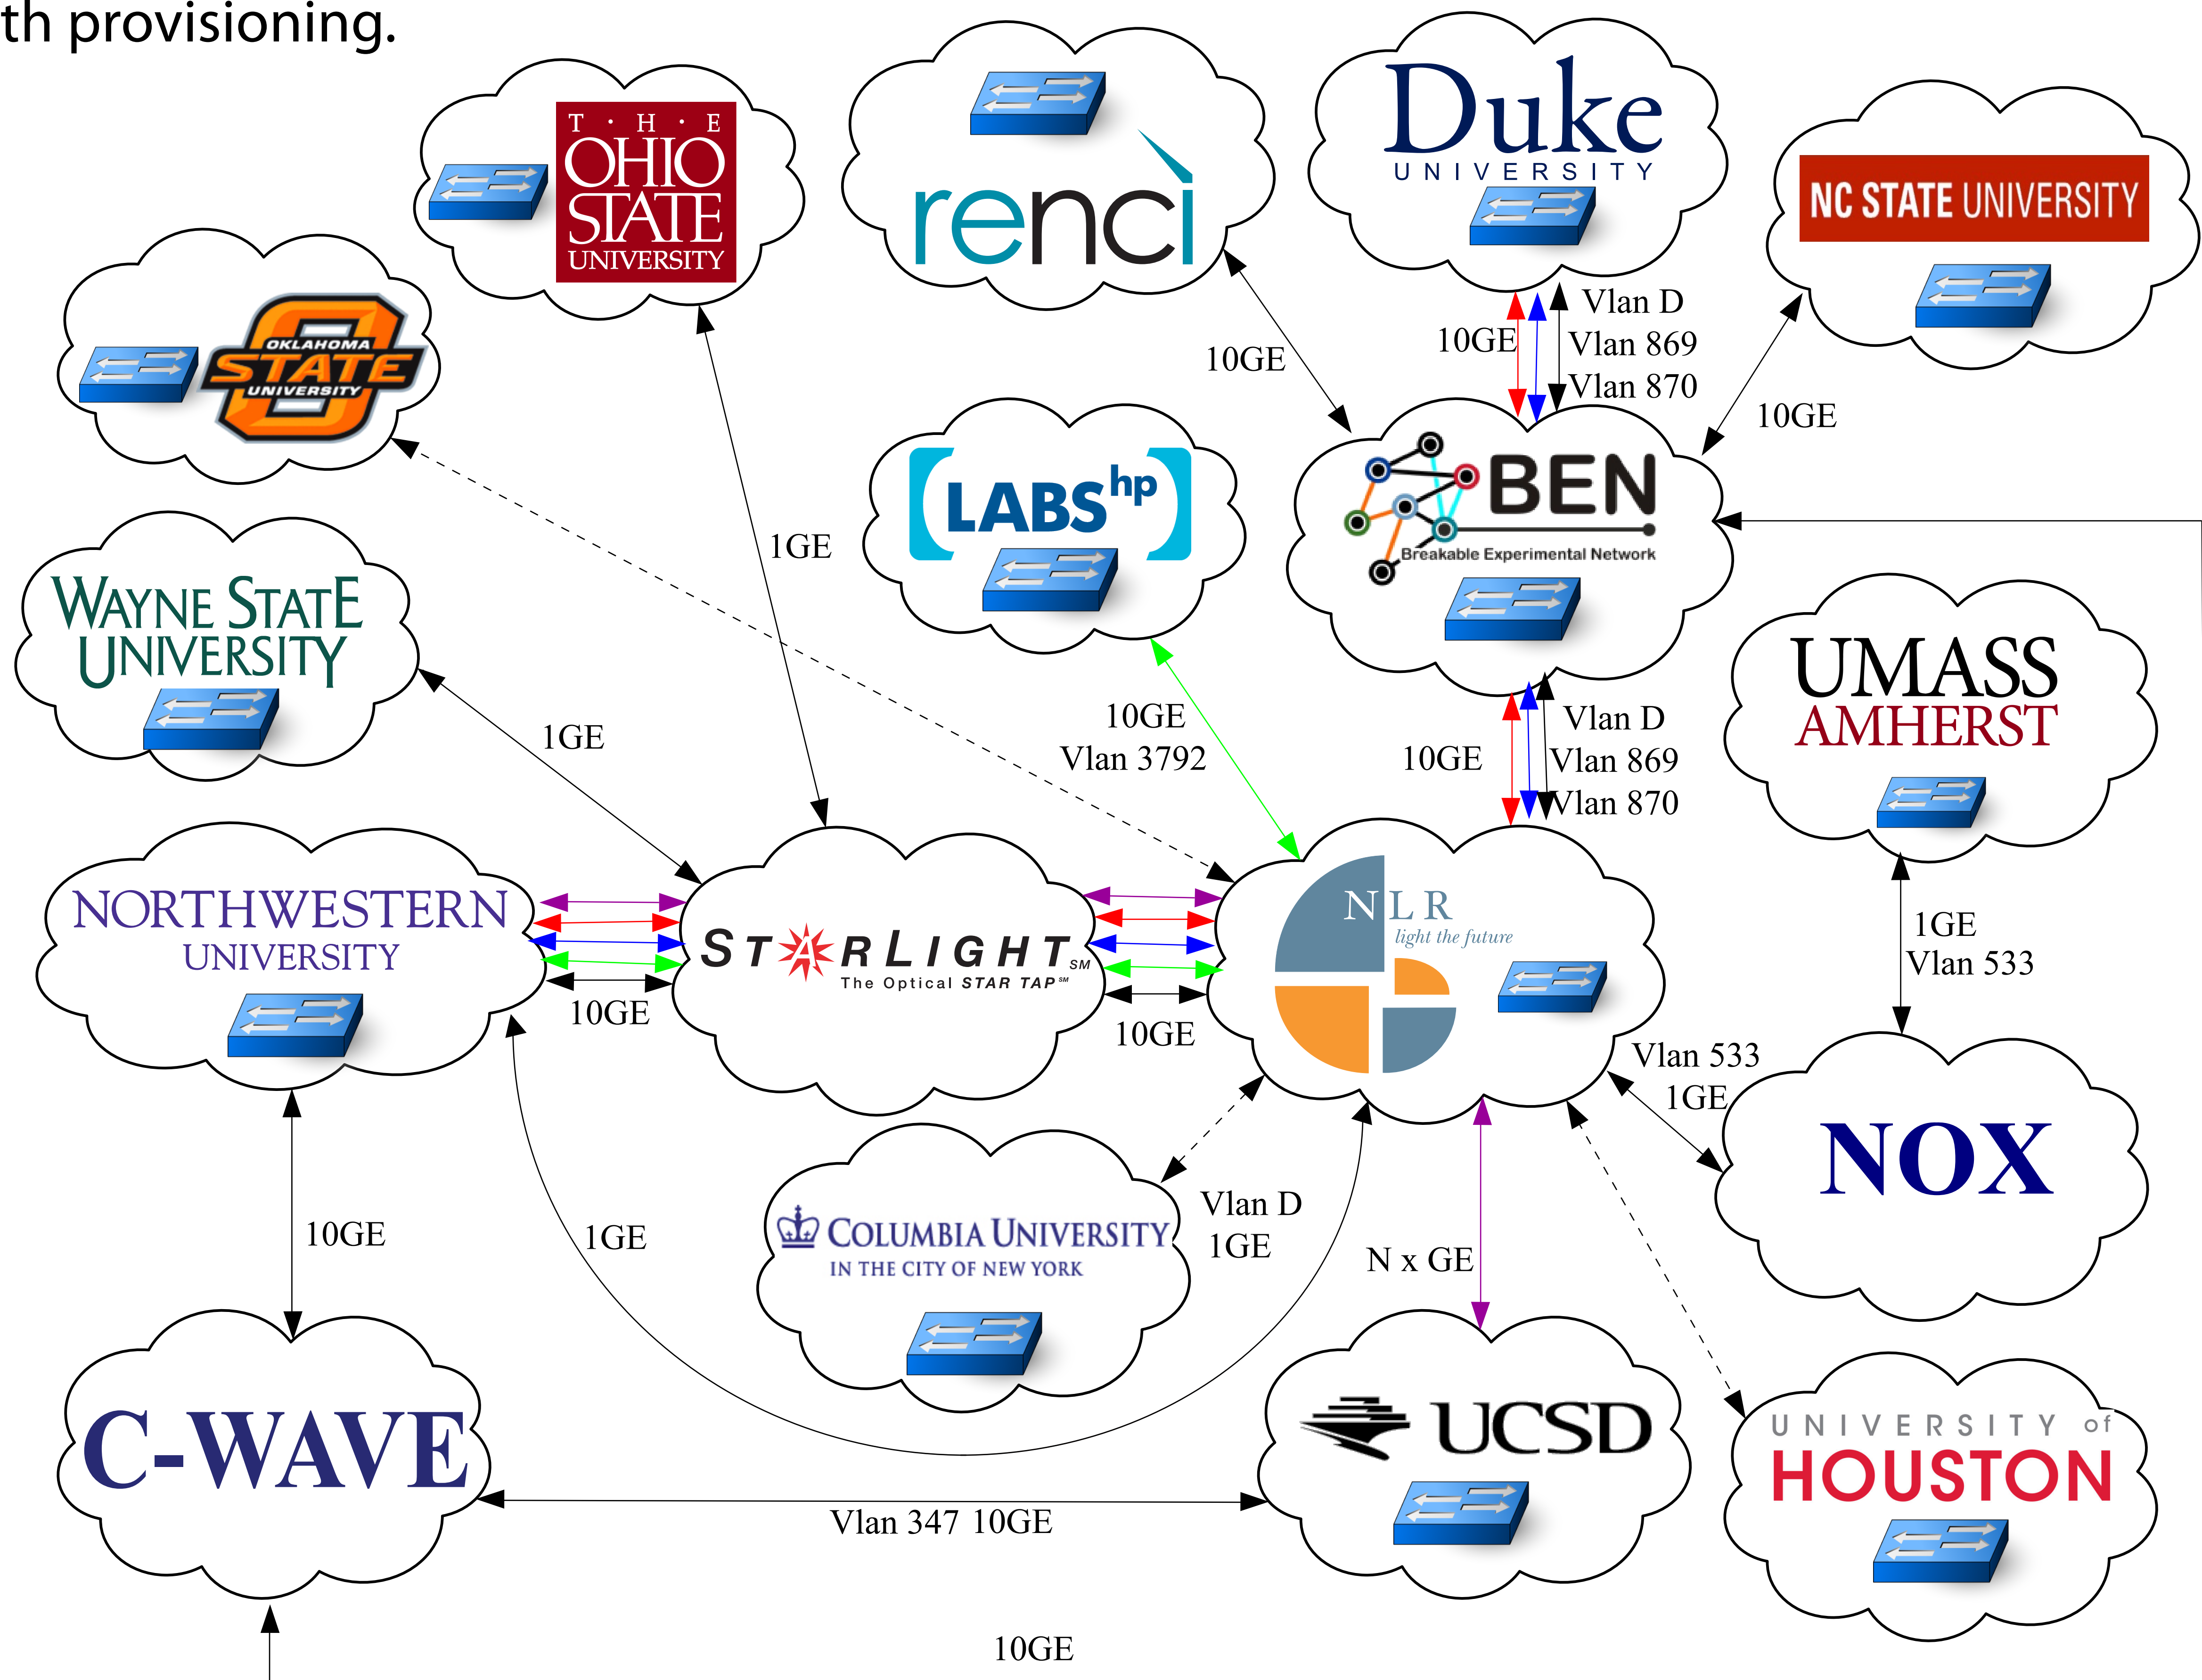 th provisioning.
T · H · E
OHIO
STATE
UNIVERSITY
renci
Duke
UNIVERSITY
NC STATE UNIVERSITY
OKLAHOMA
STATE
UNIVERSITY
10GE
10GE
Vlan D
Vlan 869
Vlan 870
10GE
LABS hp
BEN
Breakable Experimental Network
1GE
WAYNE STATE
UNIVERSITY
1GE
10GE
Vlan 3792
10GE
Vlan D
Vlan 869
Vlan 870
UMASS
AMHERST
NORTHWESTERN
UNIVERSITY
10GE
STARLIGHT SM
The Optical STAR TAP SM
10GE
NLR
light the future
1GE
Vlan 533
Vlan 533
1GE
NOX
10GE
1GE
COLUMBIA UNIVERSITY
IN THE CITY OF NEW YORK
Vlan D
1GE
N x GE
C-WAVE
UCSD
UNIVERSITY of
HOUSTON
Vlan 347 10GE
10GE